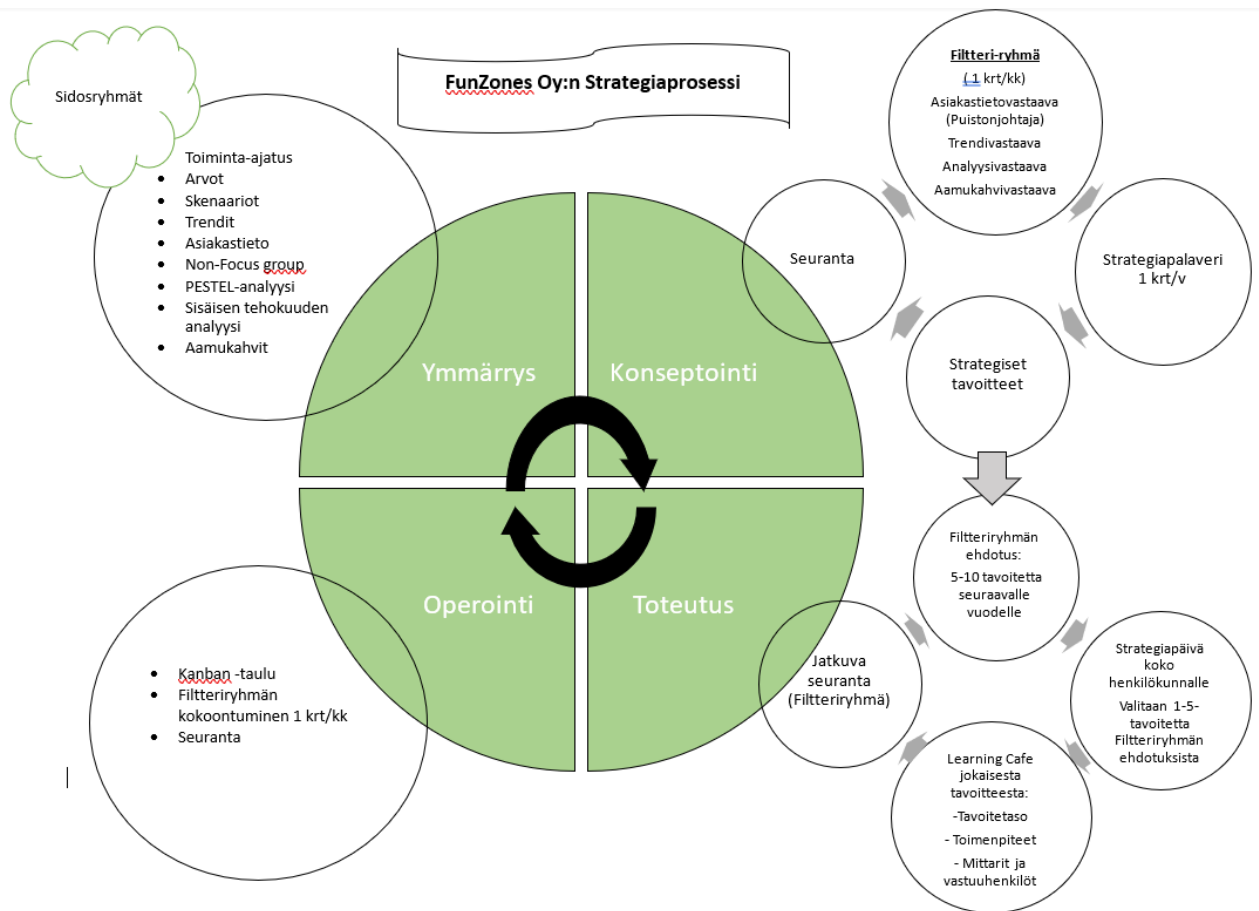 FunZones Oy:n Strategiaprosessi
Sidosryhmät
Toiminta-ajatus
• Arvot
• Skenaariot
• Trendit
• Asiakastieto
• Non-Focus group
• PESTEL-analyysi
• Sisäisen tehokuuden
analyysi
• Aamukahvit
Ymmärrys
Konseptointi
Operointi
Toteutus
Filtteri-ryhmä
( 1 krt/kk)
Asiakastietovastaava
(Puistonjohtaja)
Trendivastaava
Analyysivastaava
Aamukahvivastaava
Strategiapalaveri
1 krt/v
Strategiset
tavoitteet
Seuranta
Filtteriryhmän
ehdotus:
5-10 tavoitetta
seuraavalle
vuodelle
Strategiapäivä
koko
henkilökunnalle
Valitaan 1-5-
tavoitetta
Filtteriryhmän
ehdotuksista
Learning Cafe
jokaisesta
tavoitteesta:
-Tavoitetaso
- Toimenpiteet
- Mittarit ja
vastuuhenkilöt
Jatkuva
seuranta
(Filtteriryhmä)
• Kanban -taulu
• Filtteriryhmän
kokoontuminen 1 krt/kk
• Seuranta